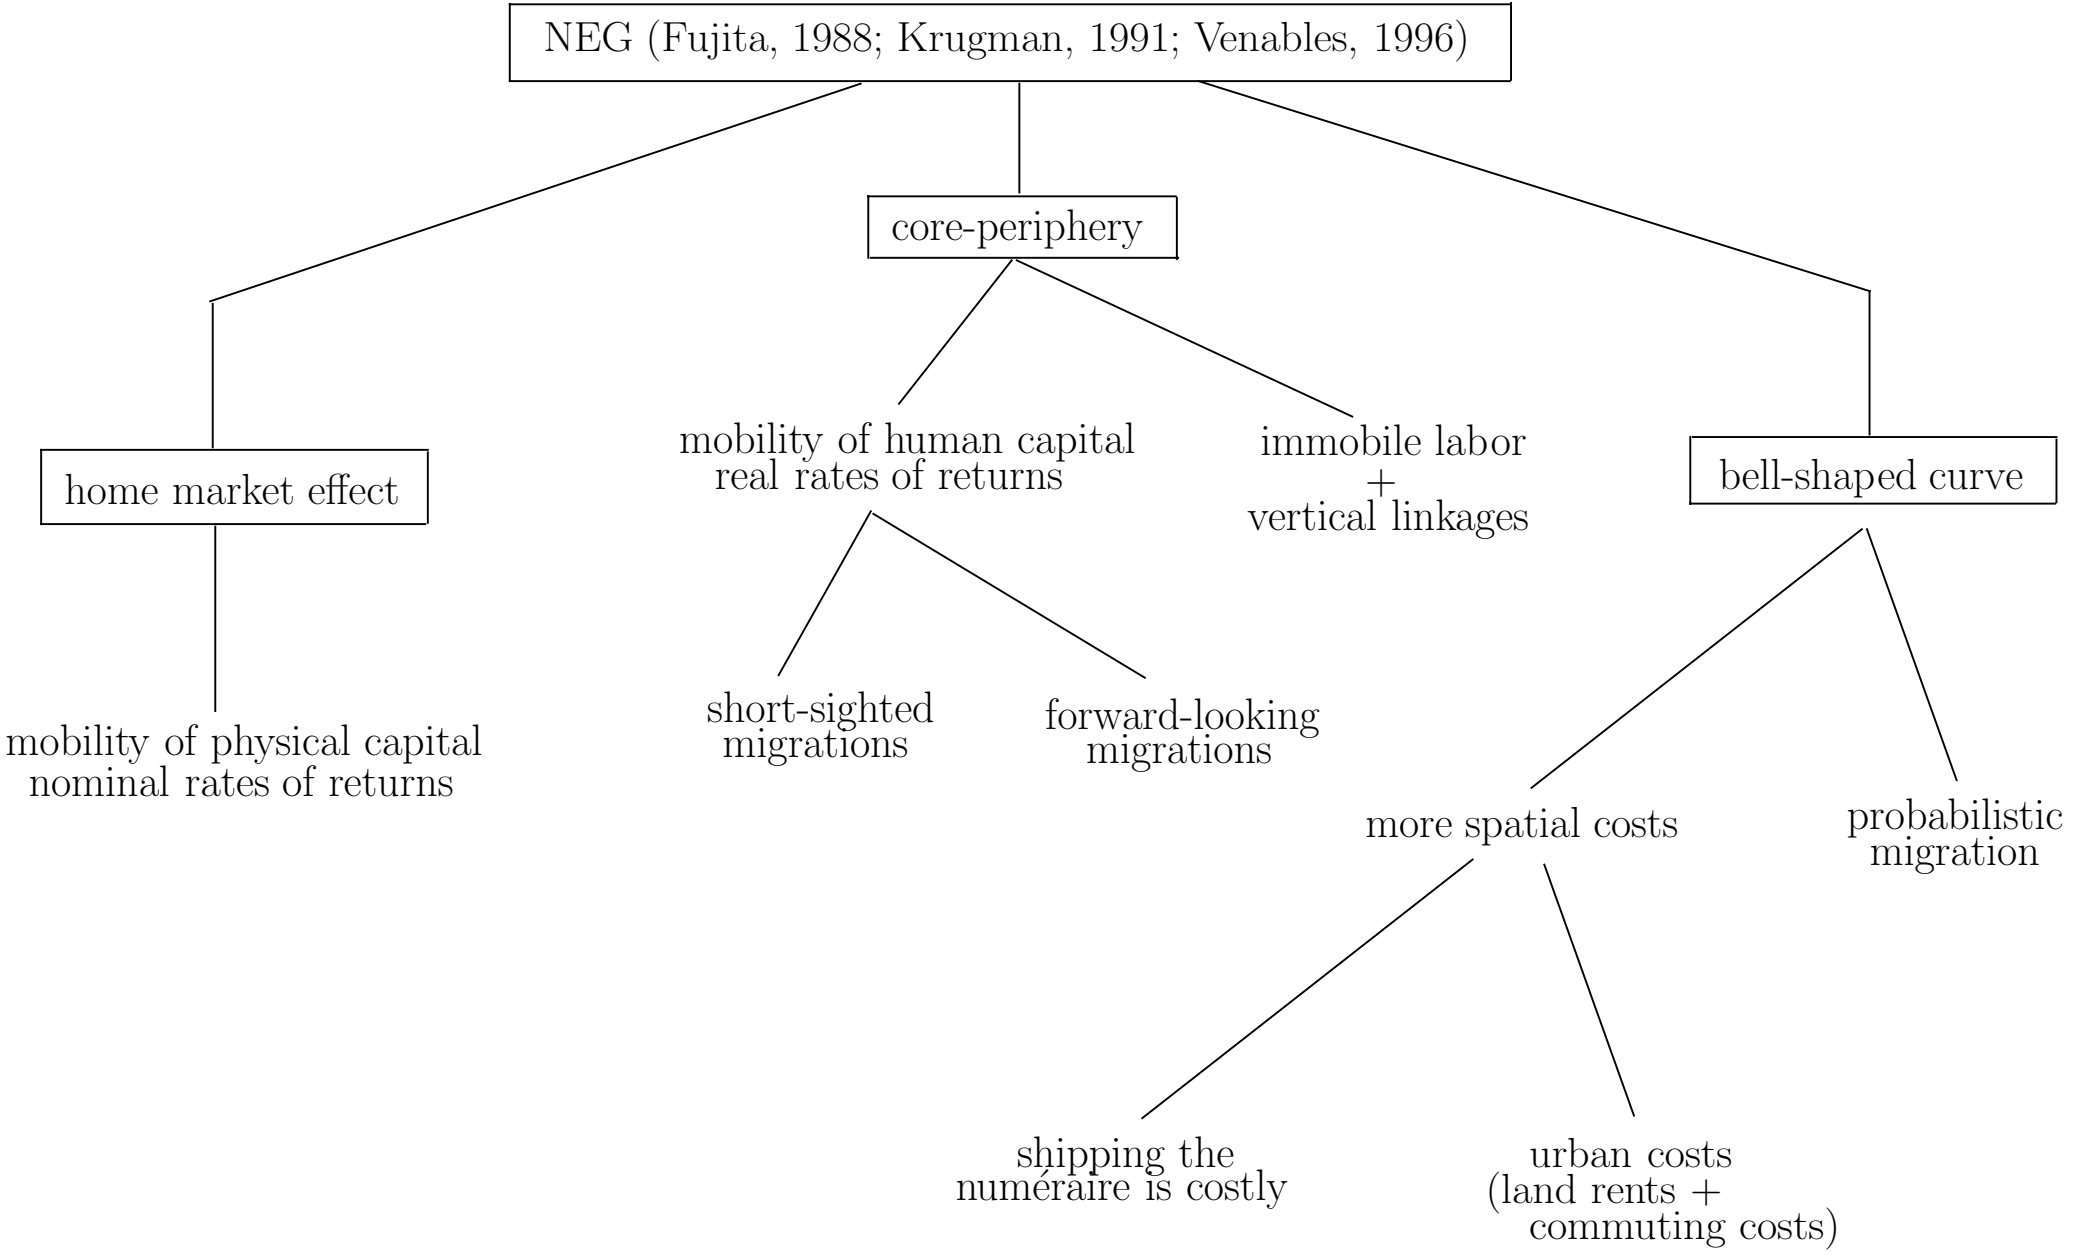 NEG (Fujita, 1988; Krugman, 1991; Venables, 1996)
core-periphery
home market effect
mobility of human capital
real rates of returns
immobile labor
+
vertical linkages
bell-shaped curve
mobility of physical capital
nominal rates of returns
short-sighted
migrations
forward-looking
migrations
more spatial costs
probabilistic
migration
shipping the
numéraire is costly
urban costs
(land rents +
commuting costs)